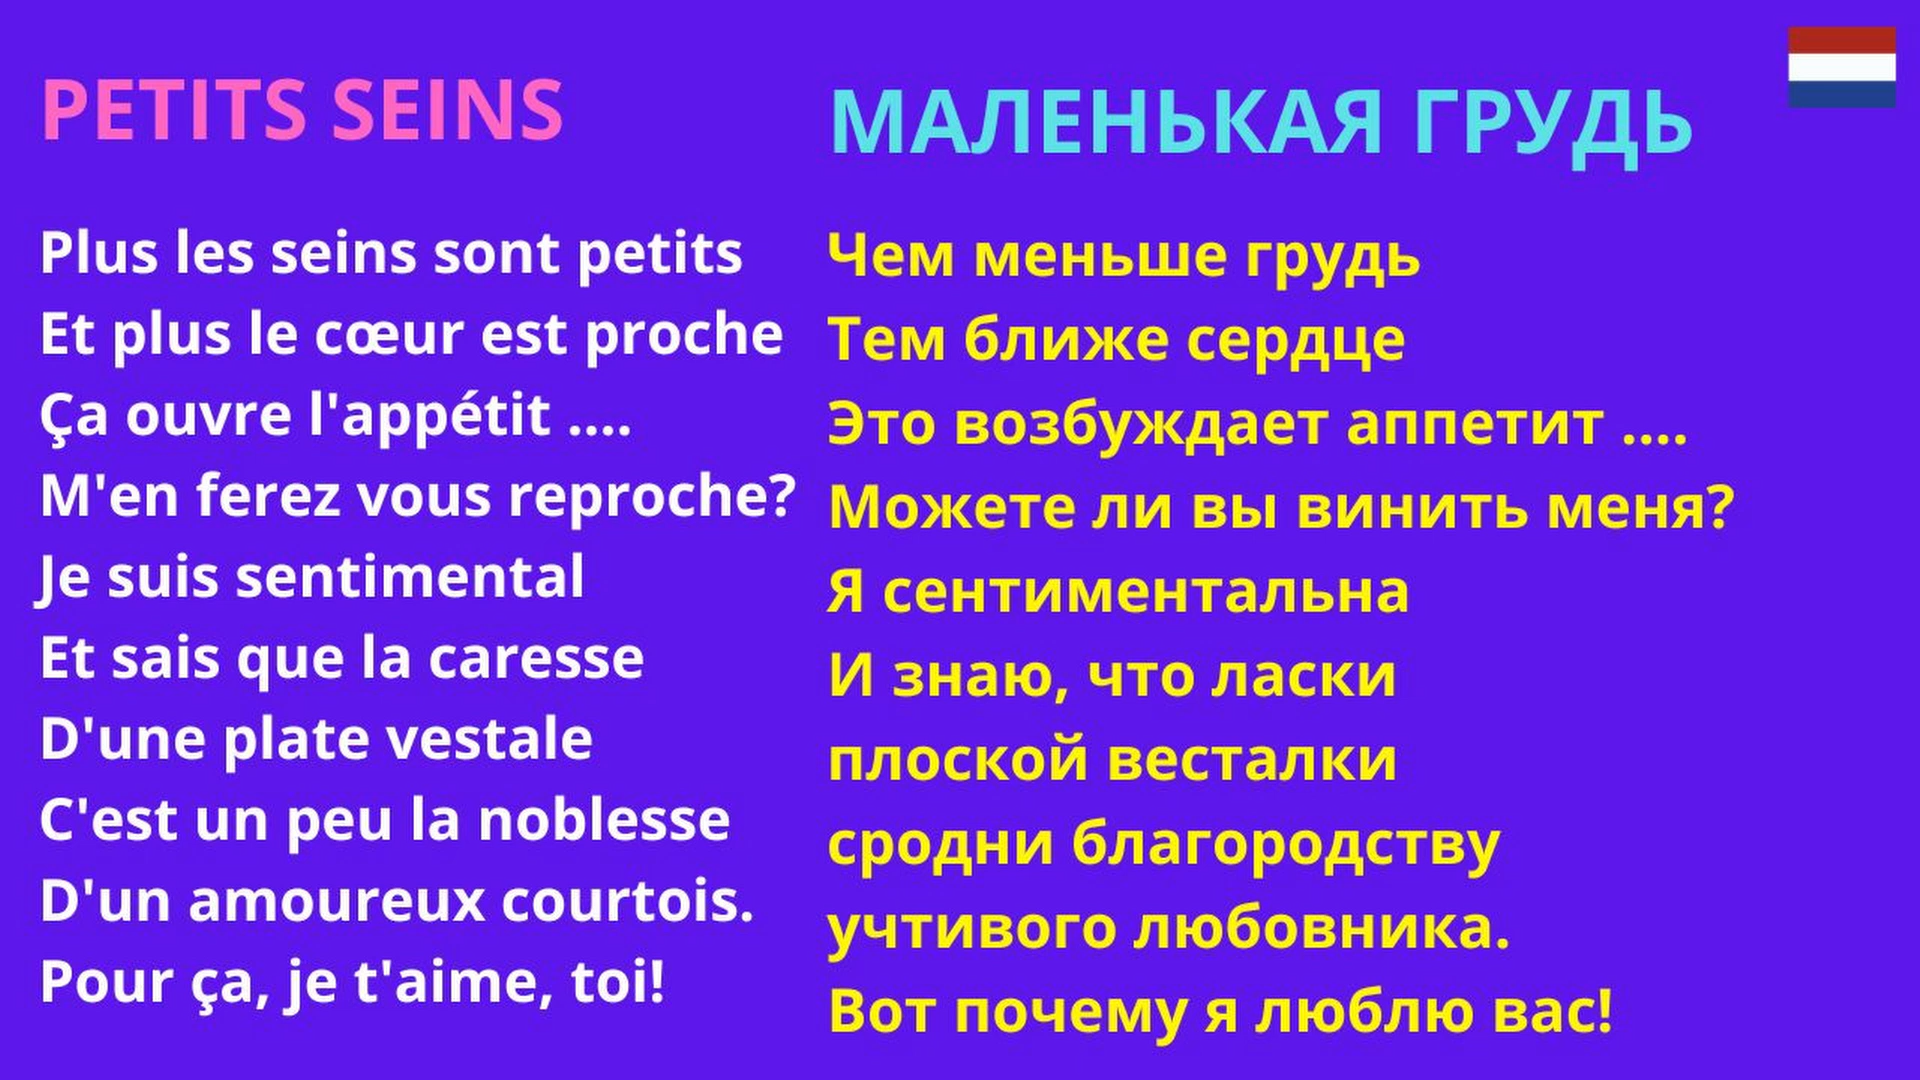 PETITS SEINS
Plus les seins sont petits
Et plus le cœur est proche
Ça ouvre l'appétit ....
M'en ferez vous reproche?
Je suis sentimental
Et sais que la caresse
D'une plate vestale
C'est un peu la noblesse
D'un amoureux courtois.
Pour ça, je t'aime, toi!
МАЛЕНЬКАЯ ГРУДЬ
Чем меньше грудь
Тем ближе сердце
Это возбуждает аппетит ....
Можете ли вы винить меня?
Я сентиментальна
И знаю, что ласки
плоской весталки
сродни благородству
учтивого любовника.
Вот почему я люблю вас!